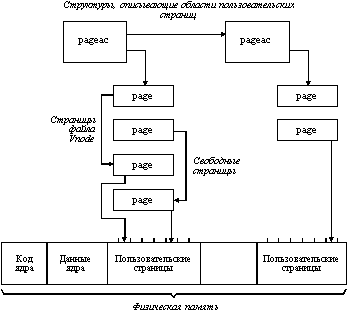 Структуры, описывающие области пользовательских
страниц
pageac
pageac
page
page
Страницы
файла
Vnode
page
page
Свободные
страницы
page
page
Код
ядра
Данные
ядра
Пользовательские
страницы
Пользовательские
страницы
Физическая память